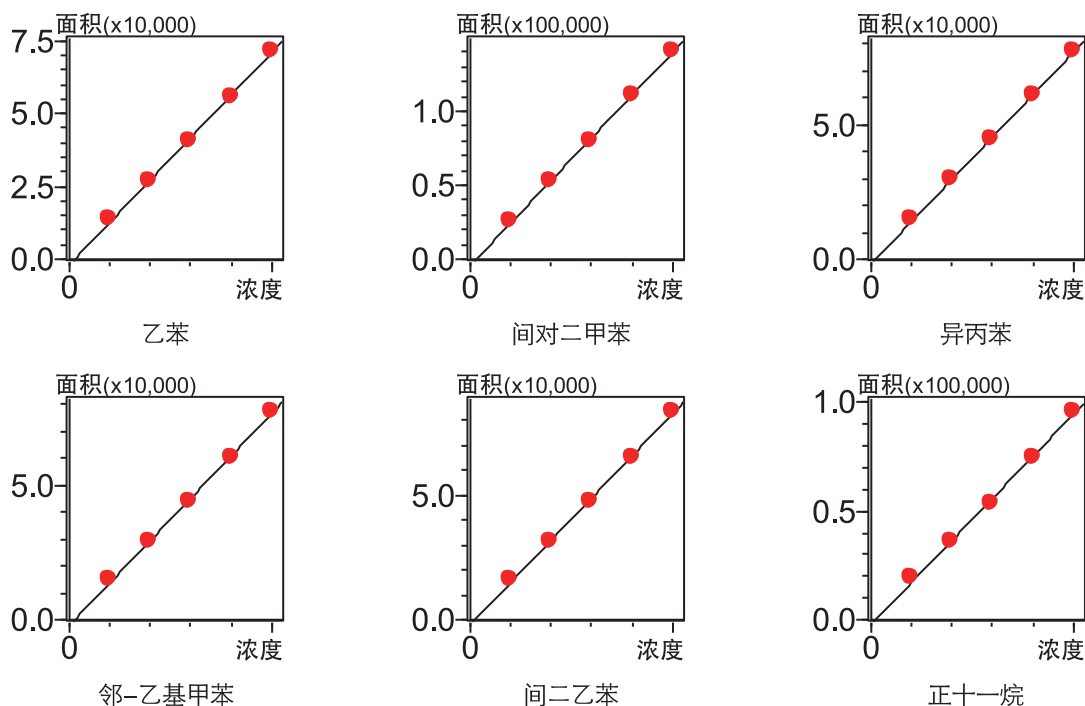 面积(x10,000)
7.5
5.0
2.5
0.0
0
浓度
乙苯
面积(x100,000)
1.0
0.5
0.0
0
浓度
间对二甲苯
面积(x10,000)
5.0
0.0
0
浓度
异丙苯
面积(x10,000)
5.0
0.0
0
浓度
邻–乙基甲苯
面积(x10,000)
5.0
0.0
0
浓度
间二乙苯
面积(x100,000)
1.0
0.5
0.0
0
浓度
正十一烷